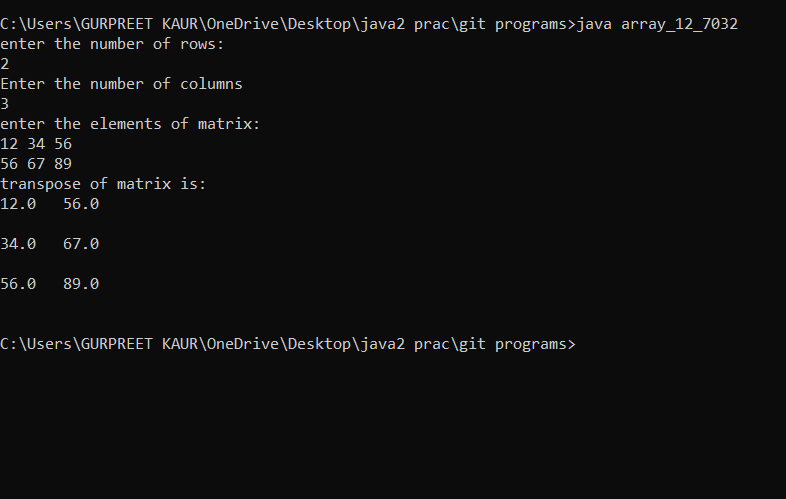 C:\Users\GURPREET KAUR\OneDrive\Desktop\java2 prac\git programs>java array_12_7032
enter the number of rows:
2
Enter the number of columns
3
enter the elements of matrix:
12 34 56
56 67 89
transpose of matrix is:
12.0   56.0
34.0   67.0
56.0   89.0
C:\Users\GURPREET KAUR\OneDrive\Desktop\java2 prac\git programs>